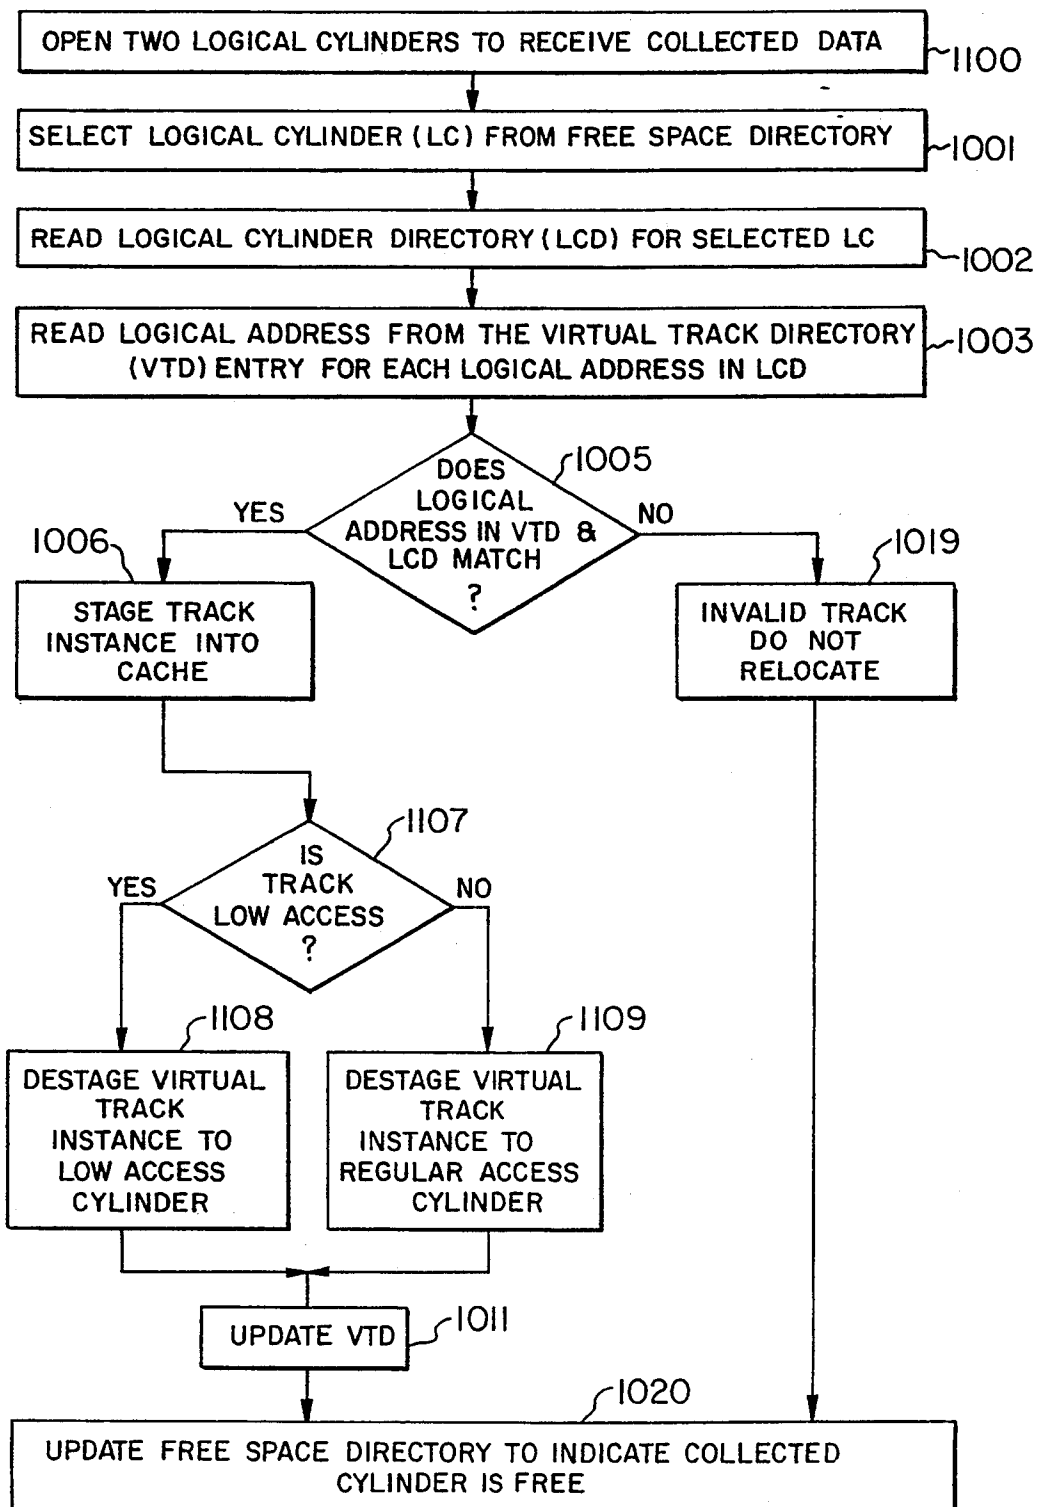 OPEN TWO LOGICAL CYLINDERS TO RECEIVE COLLECTED DATA
1100
SELECT LOGICAL CYLINDER (LC) FROM FREE SPACE DIRECTORY
1001
READ LOGICAL CYLINDER DIRECTORY (LCD) FOR SELECTED LC
1002
READ LOGICAL ADDRESS FROM THE VIRTUAL TRACK DIRECTORY
(VTD) ENTRY FOR EACH LOGICAL ADDRESS IN LCD
1003
DOES
LOGICAL
ADDRESS IN VTD &
LCD MATCH
?
1005
YES
NO
1006
STAGE TRACK
INSTANCE INTO
CACHE
1019
INVALID TRACK
DO NOT
RELOCATE
1107
IS
TRACK
LOW ACCESS
?
YES
NO
1108
DESTAGE VIRTUAL
TRACK
INSTANCE TO
LOW ACCESS
CYLINDER
1109
DESTAGE VIRTUAL
TRACK
INSTANCE TO
REGULAR ACCESS
CYLINDER
UPDATE VTD
1011
1020
UPDATE FREE SPACE DIRECTORY TO INDICATE COLLECTED
CYLINDER IS FREE